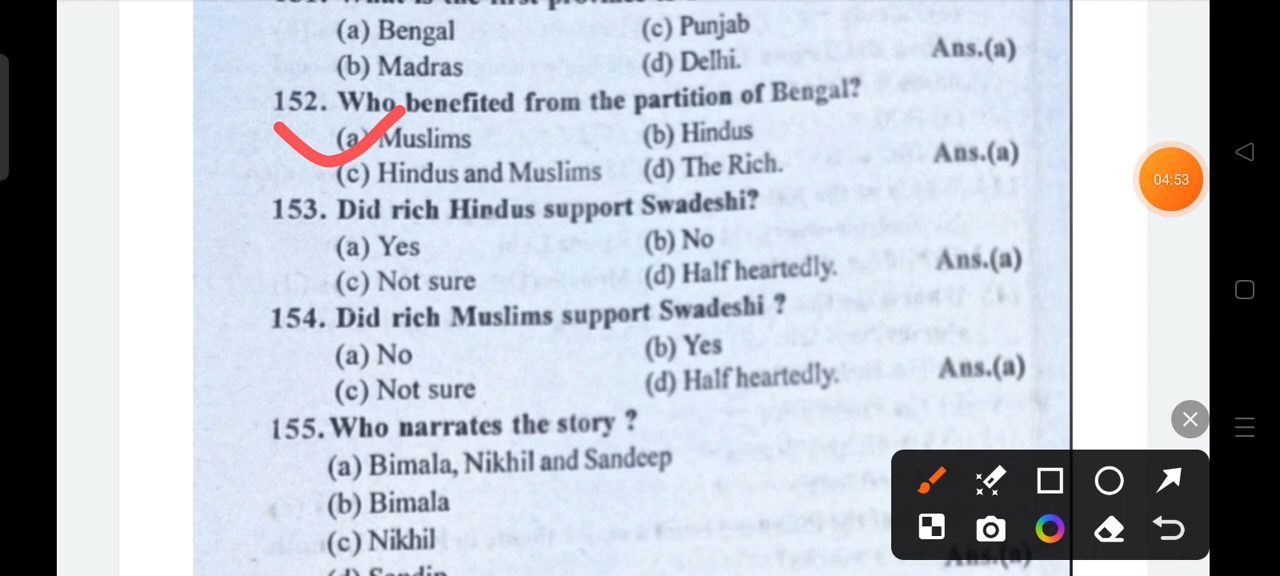 (a) Bengal (c) Punjab
(b) Madras (d) Delhi. Ans.(a)
152. Who benefited from the partition of Bengal?
(a) Muslims (b) Hindus
(c) Hindus and Muslims (d) The Rich. Ans.(a)
153. Did rich Hindus support Swadeshi?
(a) Yes (b) No
(c) Not sure (d) Half heartedly. Ans.(a)
154. Did rich Muslims support Swadeshi ?
(a) No (b) Yes
(c) Not sure (d) Half heartedly. Ans.(a)
155. Who narrates the story ?
(a) Bimala, Nikhil and Sandeep
(b) Bimala
(c) Nikhil
Ans.(a)
04:53